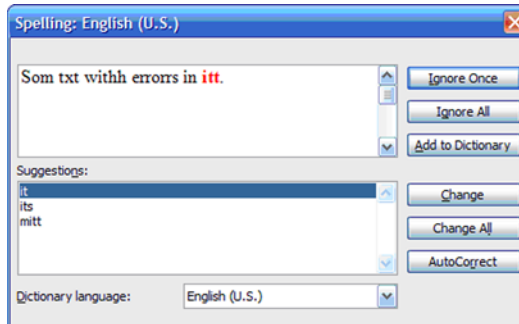 Spelling: English (U.S.)
Som txt withh errorrs in itt.
Ignore Once
Ignore All
Add to Dictionary
Suggestions:
it
its
mitt
Change
Change All
AutoCorrect
Dictionary language:
English (U.S.)